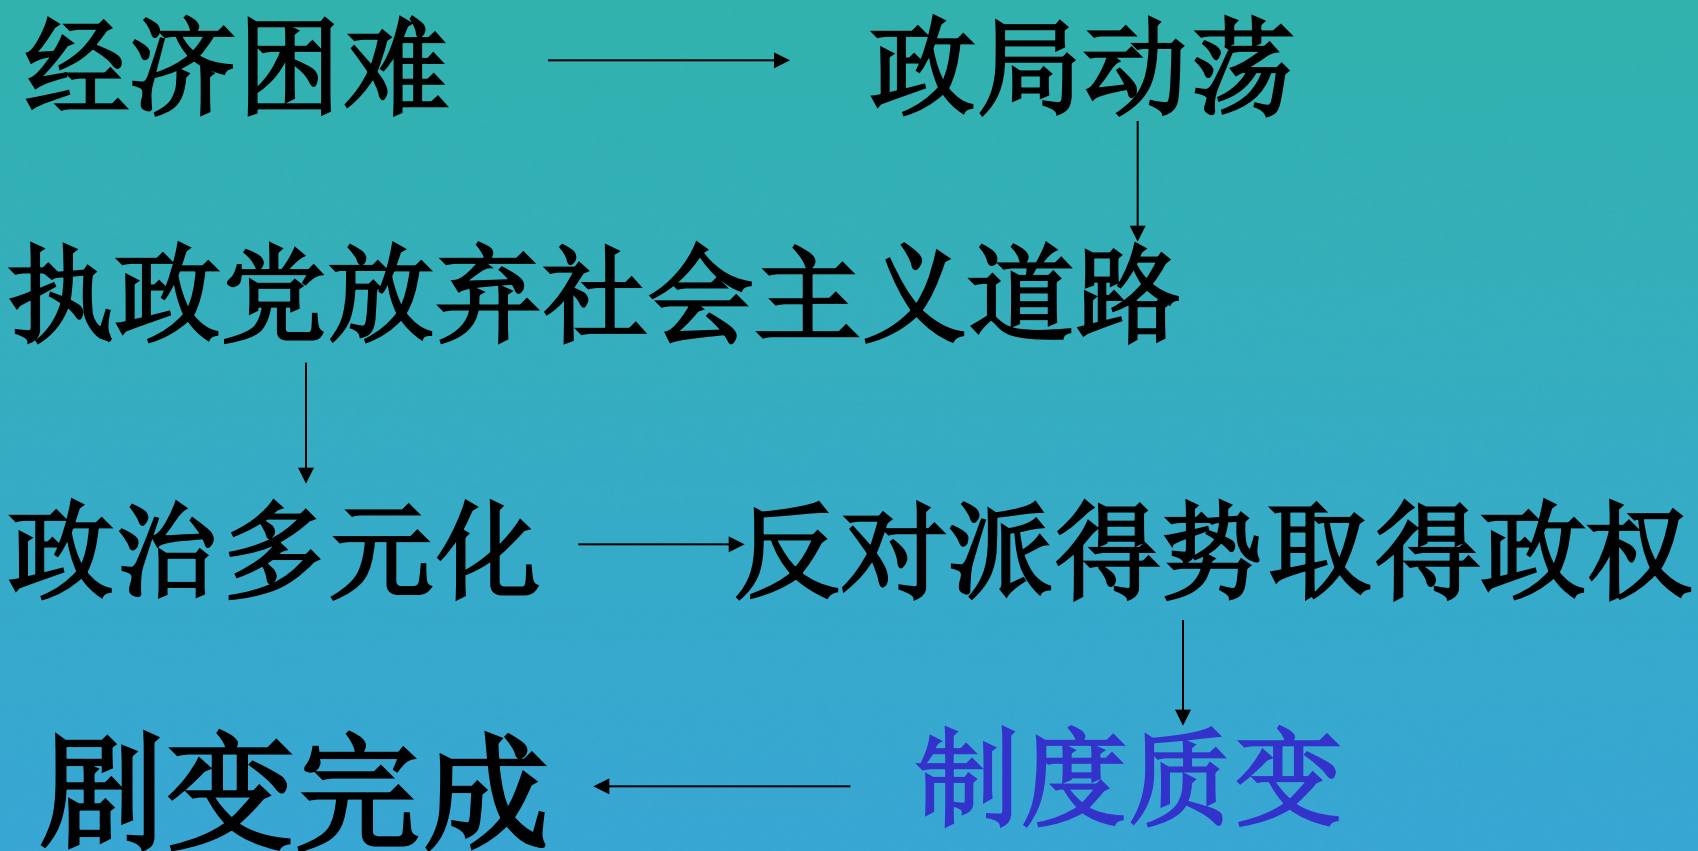 经济困难 政局动荡
执政党放弃社会主义道路
政治多元化 反对派得势取得政权
剧变完成 制度质变